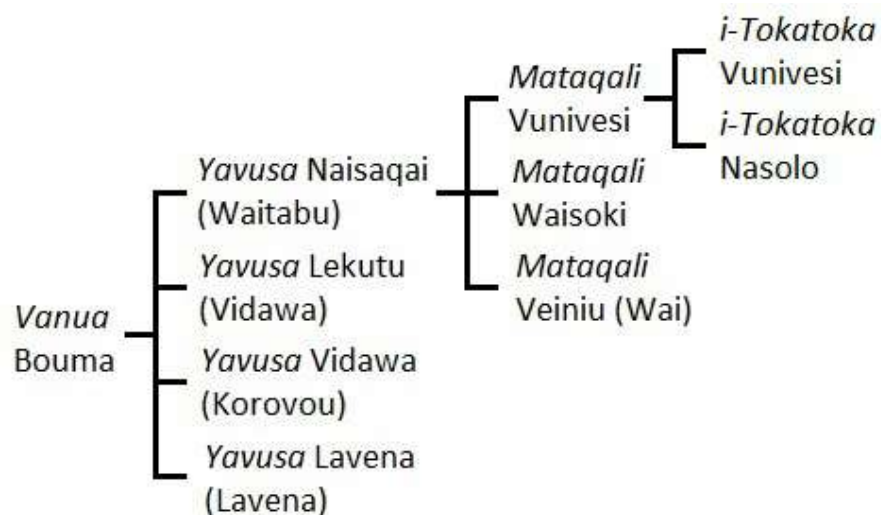 Vanua
Bouma
Yavusa Naisaqai
(Waitabu)
Yavusa Lekutu
(Vidawa)
Yavusa Vidawa
(Korovou)
Yavusa Lavena
(Lavena)
Mataqali
Vunivesi
Mataqali
Waisoki
Mataqali
Veiniu (Wai)
i-Tokatoka
Vunivesi
i-Tokatoka
Nasolo